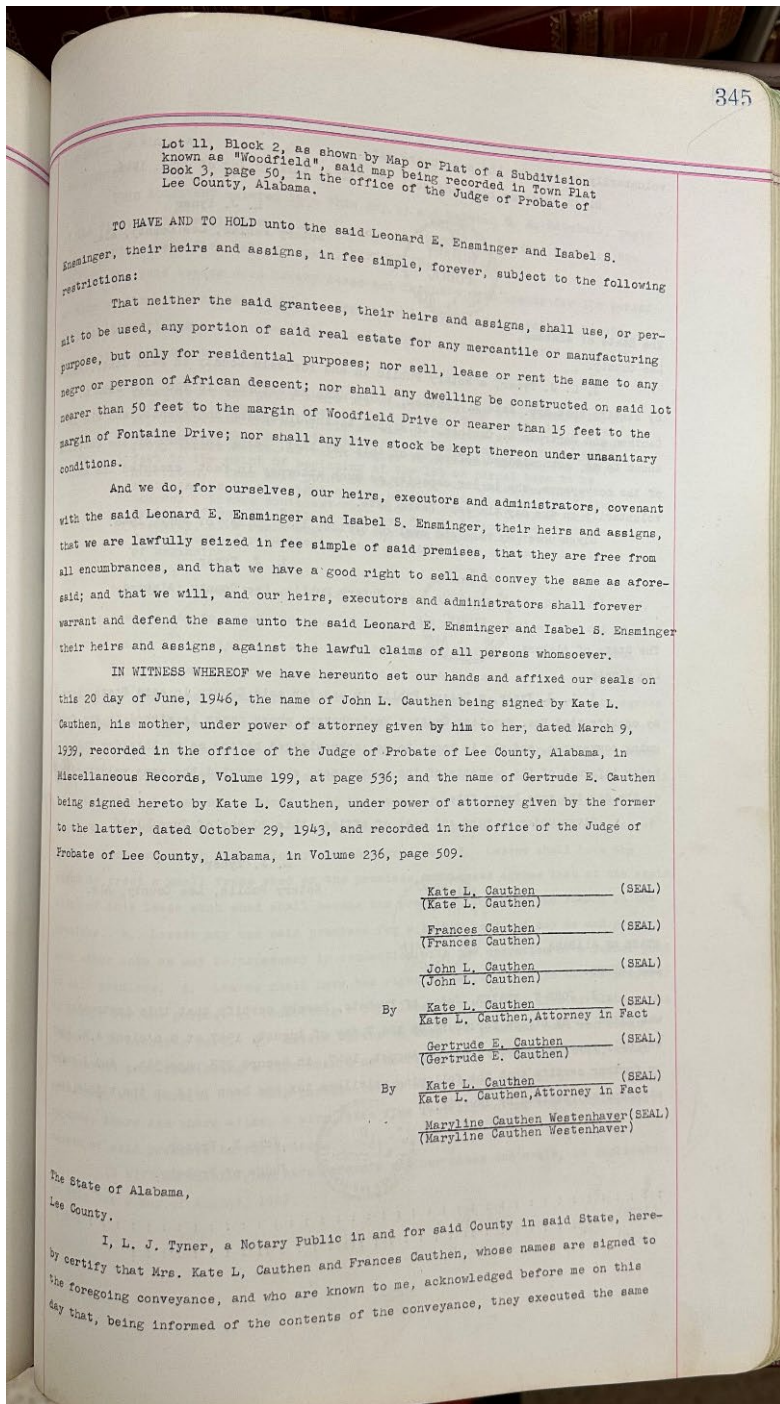 345
Lot 11, Block 2, as shown by Map or Plat of a Subdivision
known as "Woodfield", said map being recorded in Town Plat
Book 3, page 50, in the office of the Judge of Probate of
Lee County, Alabama.
TO HAVE AND TO HOLD unto the said Leonard E. Ensminger and Isabel S.
Ensminger, their heirs and assigns, in fee simple, forever, subject to the following
restrictions:
That neither the said grantees, their heirs and assigns, shall use, or per-
mit to be used, any portion of said real estate for any mercantile or manufacturing
purpose, but only for residential purposes; nor sell, lease or rent the same to any
negro or person of African descent; nor shall any dwelling be constructed on said lot
nearer than 50 feet to the margin of Woodfield Drive or nearer than 15 feet to the
margin of Fontaine Drive; nor shall any live stock be kept thereon under unsanitary
conditions.
And we do, for ourselves, our heirs, executors and administrators, covenant
with the said Leonard E. Ensminger and Isabel S. Ensminger, their heirs and assigns,
that we are lawfully seized in fee simple of said premises, that they are free from
all encumbrances, and that we have a good right to sell and convey the same as afore-
said; and that we will, and our heirs, executors and administrators shall forever
warrant and defend the same unto the said Leonard E. Ensminger and Isabel S. Ensminger
their heirs and assigns, against the lawful claims of all persons whomsoever.
IN WITNESS WHEREOF we have hereunto set our hands and affixed our seals on
this 20 day of June, 1946, the name of John L. Cauthen being signed by Kate L.
Cauthen, his mother, under power of attorney given by him to her, dated March 9,
1939, recorded in the office of the Judge of Probate of Lee County, Alabama, in
Miscellaneous Records, Volume 199, at page 536; and the name of Gertrude E. Cauthen
being signed hereto by Kate L. Cauthen, under power of attorney given by the former
to the latter, dated October 29, 1943, and recorded in the office of the Judge of
Probate of Lee County, Alabama, in Volume 236, page 509.
Kate L. Cauthen (SEAL)
(Kate L. Cauthen)
Frances Cauthen (SEAL)
(Frances Cauthen)
John L. Cauthen (SEAL)
(John L. Cauthen)
By Kate L. Cauthen (SEAL)
Kate L. Cauthen,Attorney in Fact
Gertrude E. Cauthen (SEAL)
(Gertrude E. Cauthen)
By Kate L. Cauthen (SEAL)
Kate L. Cauthen,Attorney in Fact
Maryline Cauthen Westenhaver(SEAL)
(Maryline Cauthen Westenhaver)
The State of Alabama,
Lee County.
I, L. J. Tyner, a Notary Public in and for said County in said State, here-
by certify that Mrs. Kate L, Cauthen and Frances Cauthen, whose names are signed to
the foregoing conveyance, and who are known to me, acknowledged before me on this
day that, being informed of the contents of the conveyance, they executed the same